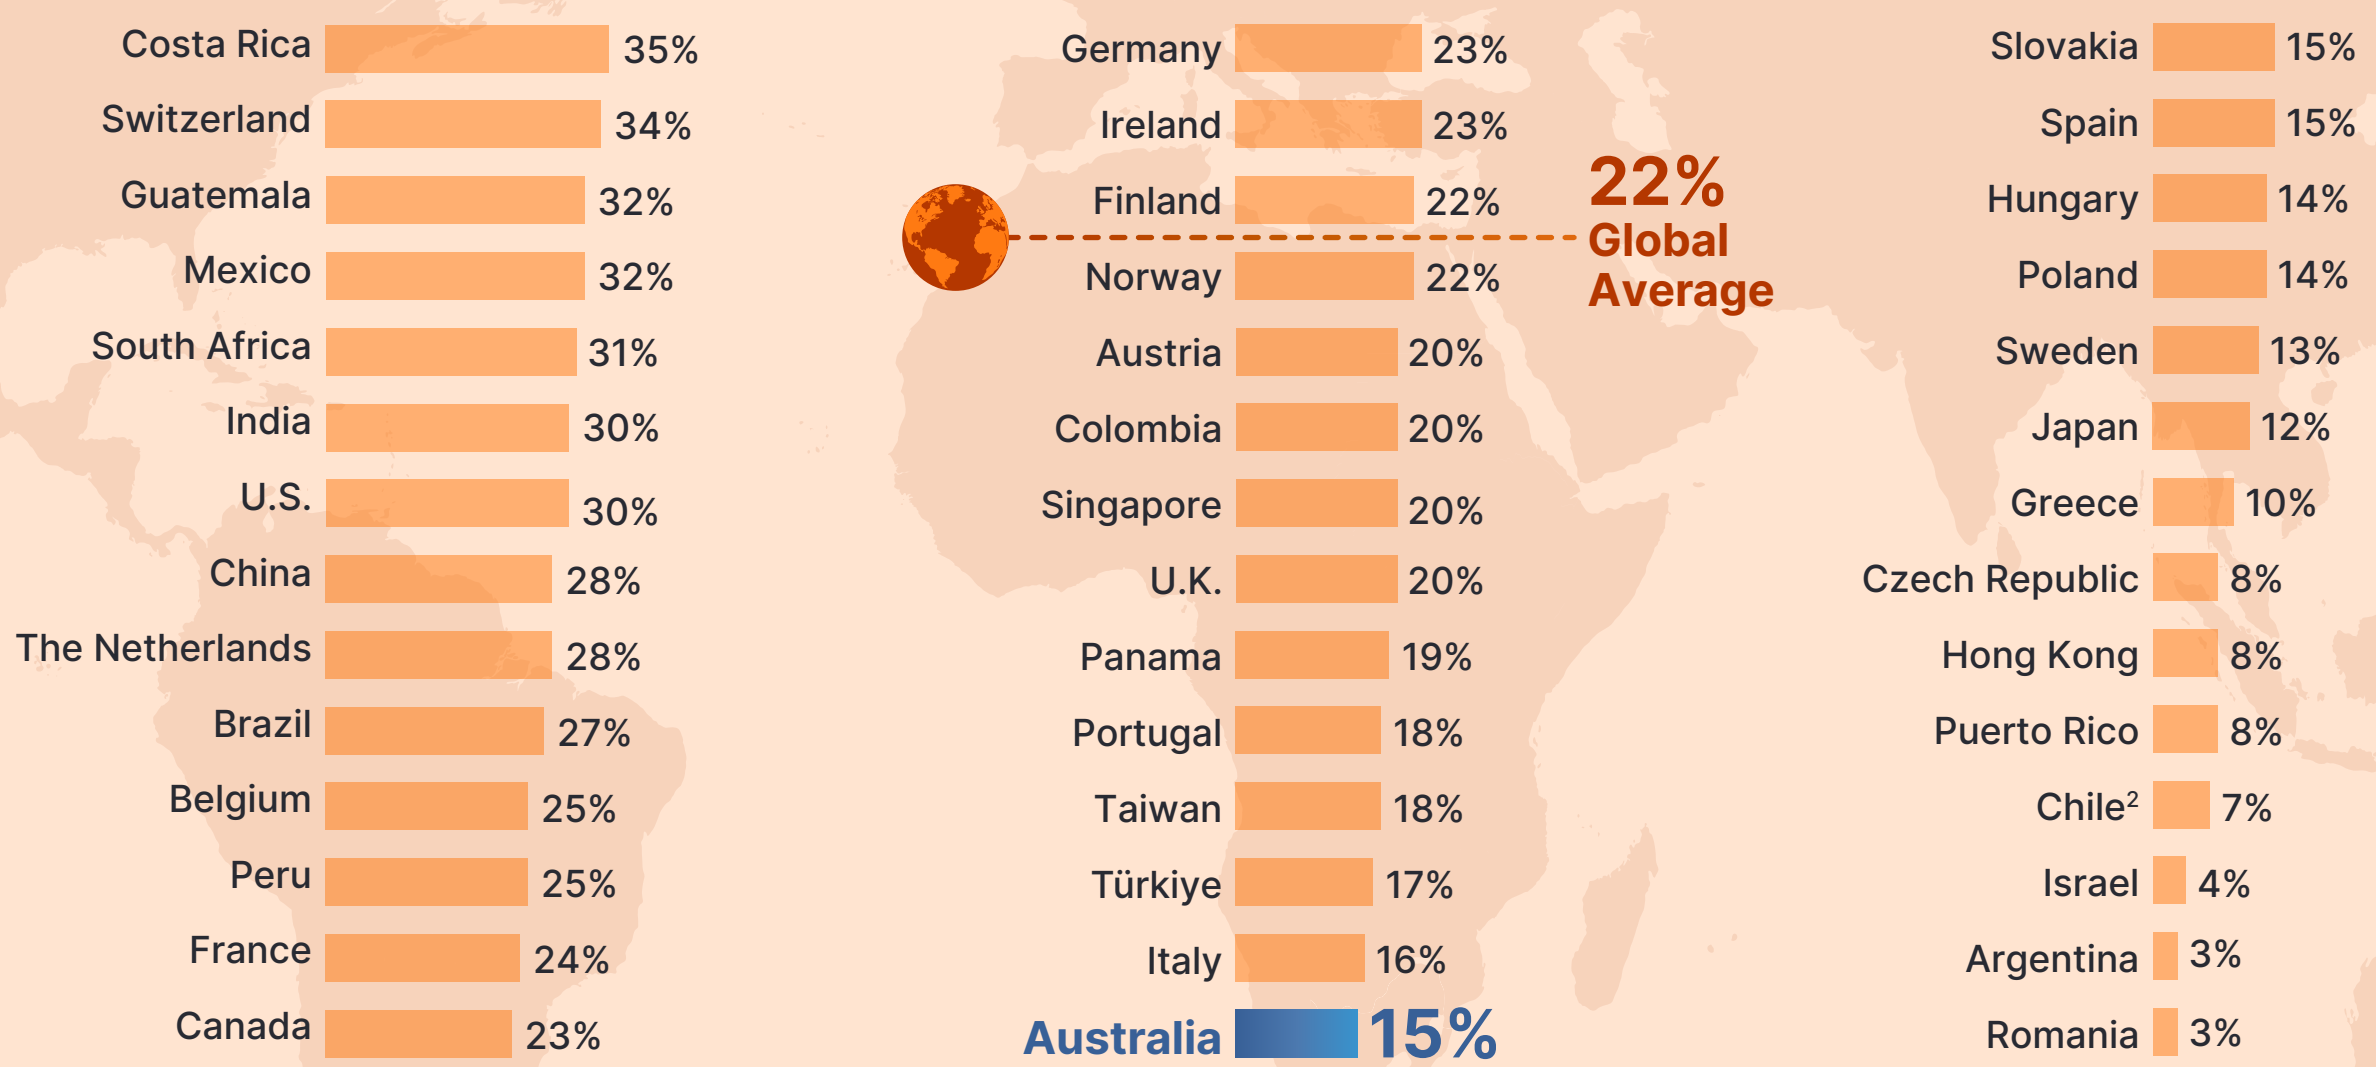 Costa Rica 35%
Switzerland 34%
Guatemala 32%
Mexico 32%
South Africa 31%
India 30%
U.S. 30%
China 28%
The Netherlands 28%
Brazil 27%
Belgium 25%
Peru 25%
France 24%
Canada 23%
Germany 23%
Ireland 23%
Finland 22%
22%
Global
Average
Norway 22%
Austria 20%
Colombia 20%
Singapore 20%
U.K. 20%
Panama 19%
Portugal 18%
Taiwan 18%
Türkiye 17%
Italy 16%
Australia 15%
Slovakia 15%
Spain 15%
Hungary 14%
Poland 14%
Sweden 13%
Japan 12%
Greece 10%
Czech Republic 8%
Hong Kong 8%
Puerto Rico 8%
Chile² 7%
Israel 4%
Argentina 3%
Romania 3%